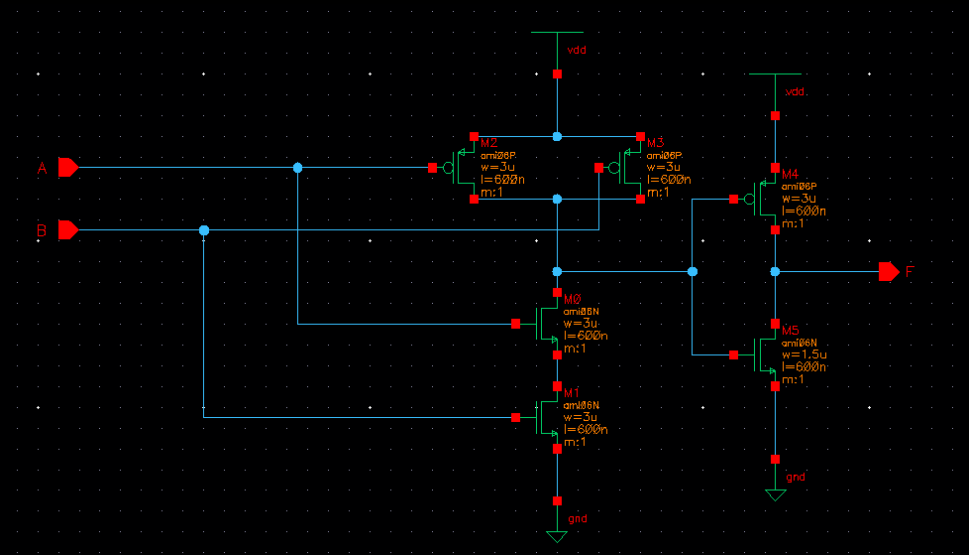 vdd
vdd
A
M2
ami06P
w=3u
l=600n
m:1
M3
ami06P
w=3u
l=600n
m:1
M4
ami06P
w=3u
l=600n
m:1
B
F
M0
ami06N
w=3u
l=600n
m:1
M5
ami06N
w=1.5u
l=600n
m:1
M1
ami06N
w=3u
l=600n
m:1
gnd
gnd